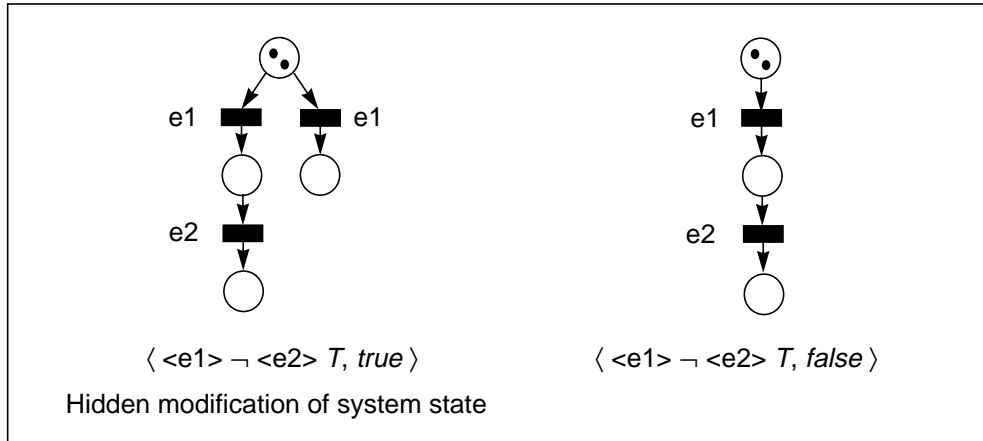 e1 e1 e1
e2 e2
⟨ <e1> ¬ <e2> T, true ⟩ ⟨ <e1> ¬ <e2> T, false ⟩
Hidden modification of system state